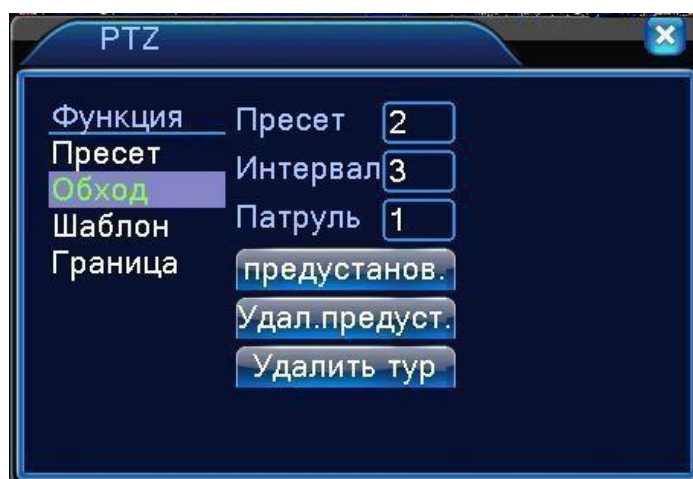 PTZ
Функция
Пресет
Обход
Шаблон
Граница
Пресет 2
Интервал 3
Патруль 1
предустанов.
Удал.предуст.
Удалить тур